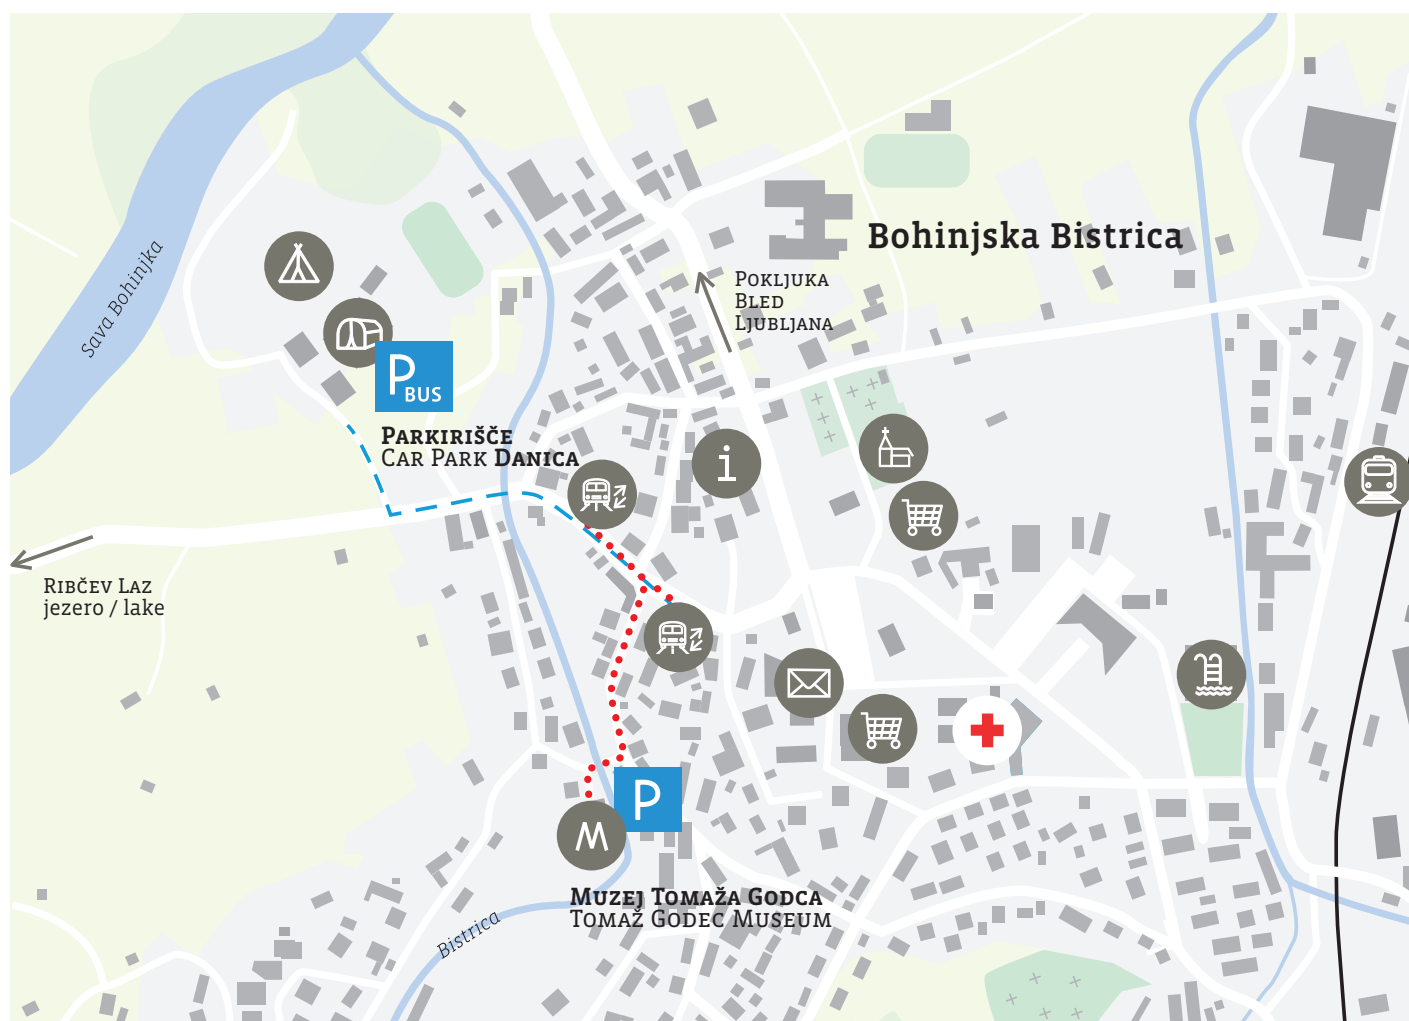 Sava Bohinjka
Bohinjska Bistrica
Pokljuka
Bled
Ljubljana
P
BUS
Parkirišče
Car Park Danica
i
Ribčev Laz
jezero / lake
P
M
Muzej Tomaža Godca
Tomaž Godec Museum
Bistrica